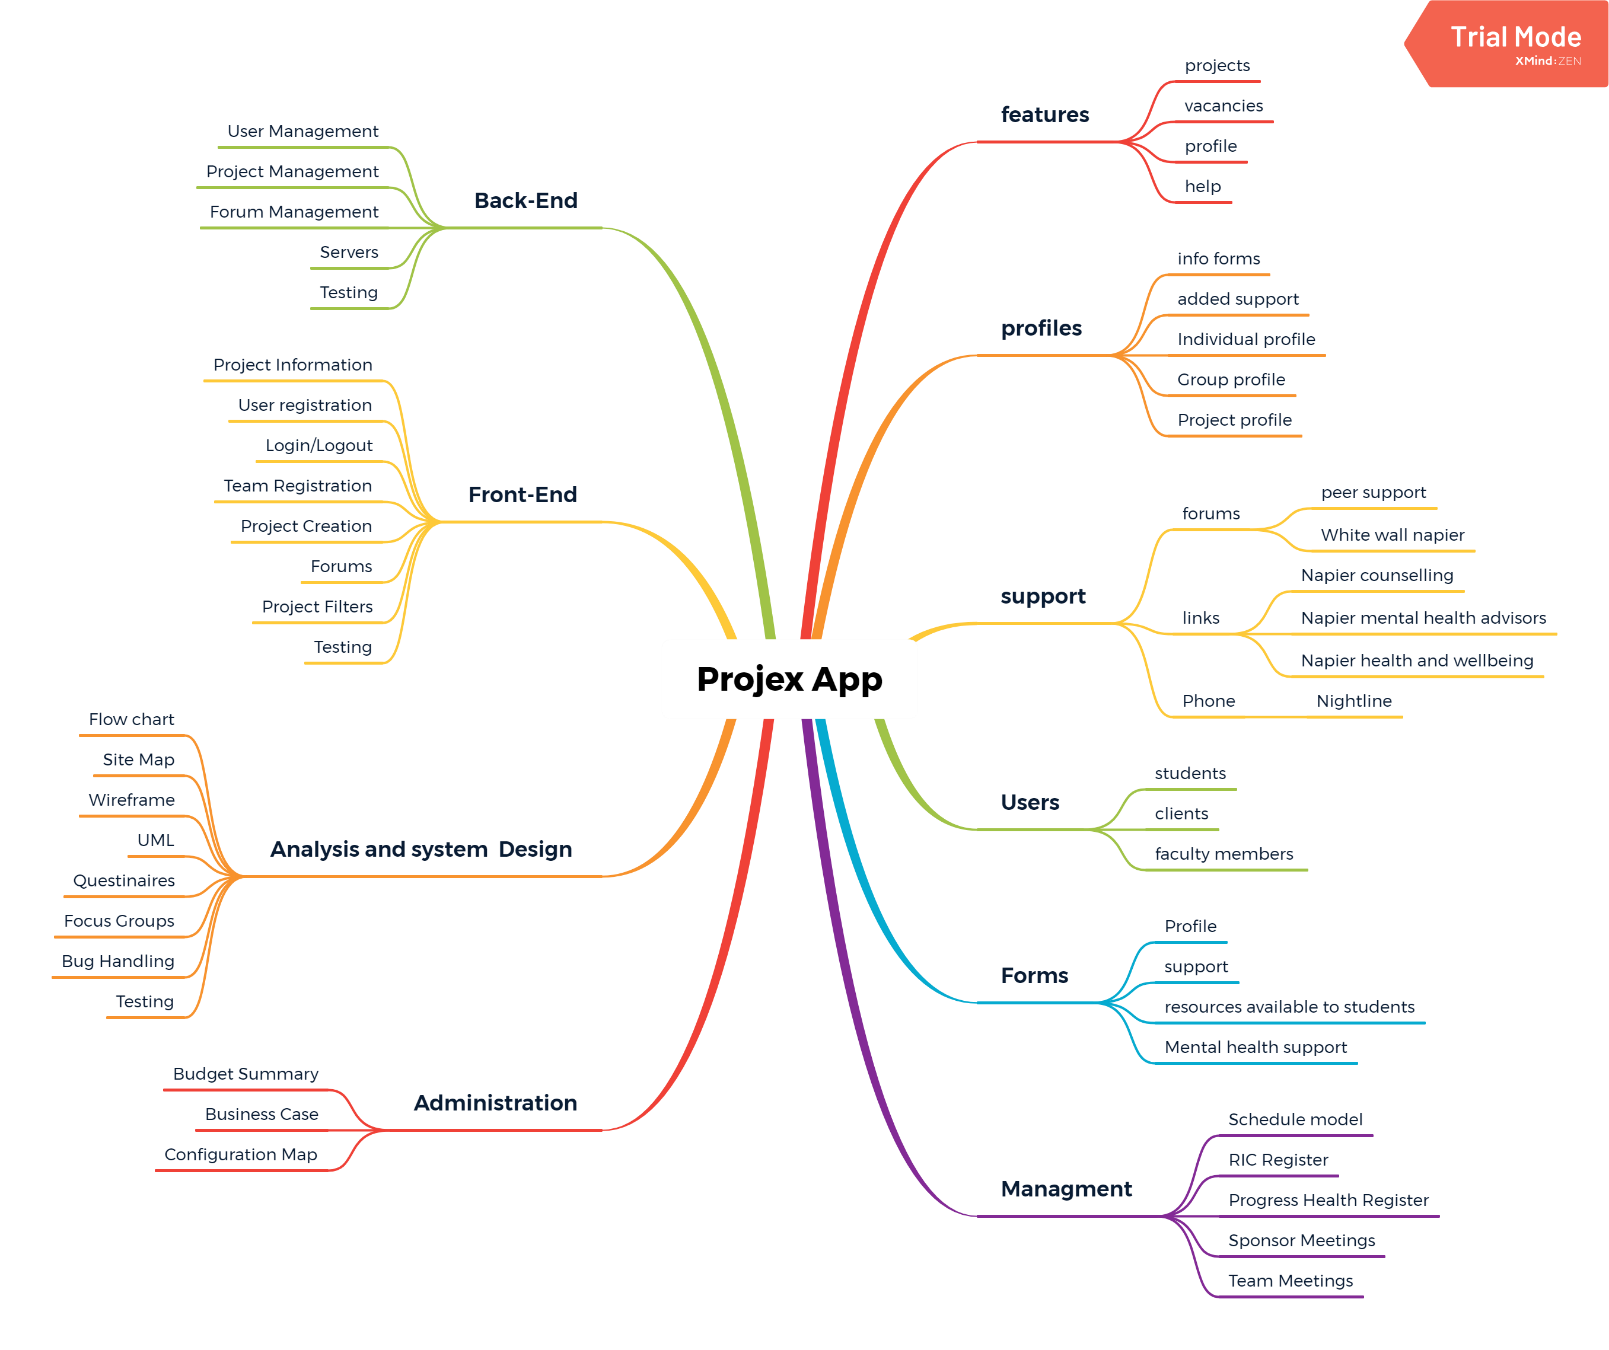 Trial Mode
XMind:ZEN
Projex App
features
projects
vacancies
profile
help
profiles
info forms
added support
Individual profile
Group profile
Project profile
support
forums
peer support
White wall napier
links
Napier counselling
Napier mental health advisors
Napier health and wellbeing
Phone
Nightline
Users
students
clients
faculty members
Forms
Profile
support
resources available to students
Mental health support
Managment
Schedule model
RIC Register
Progress Health Register
Sponsor Meetings
Team Meetings
Back-End
User Management
Project Management
Forum Management
Servers
Testing
Front-End
Project Information
User registration
Login/Logout
Team Registration
Project Creation
Forums
Project Filters
Testing
Analysis and system  Design
Flow chart
Site Map
Wireframe
UML
Questinaires
Focus Groups
Bug Handling
Testing
Administration
Budget Summary
Business Case
Configuration Map